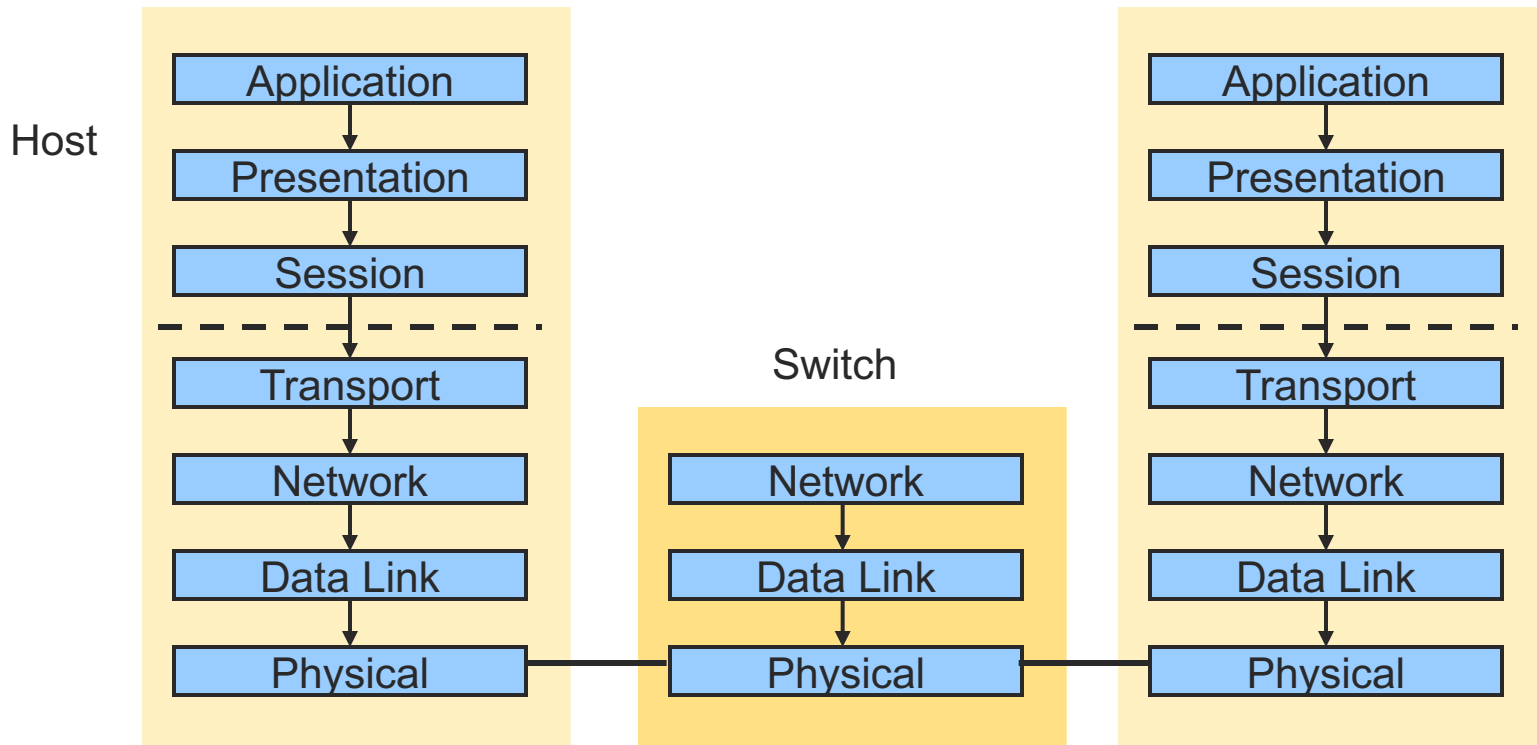 Host
Application
Presentation
Session
Transport
Network
Data Link
Physical
Switch
Network
Data Link
Physical
Application
Presentation
Session
Transport
Network
Data Link
Physical